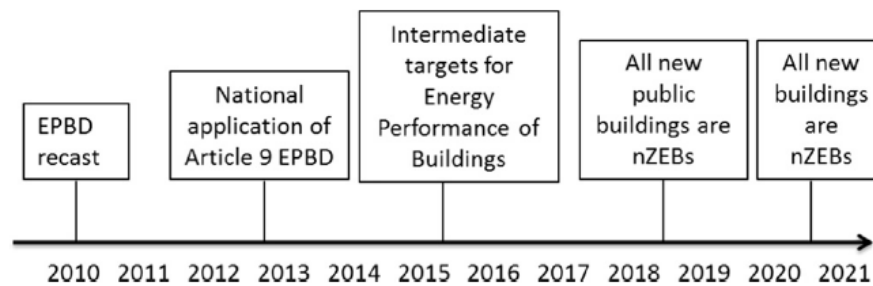 EPBD
recast
National
application of
Article 9 EPBD
Intermediate
targets for
Energy
Performance of
Buildings
All new
public
buildings are
nZEBs
All new
buildings
are
nZEBs
2010 2011 2012 2013 2014 2015 2016 2017 2018 2019 2020 2021